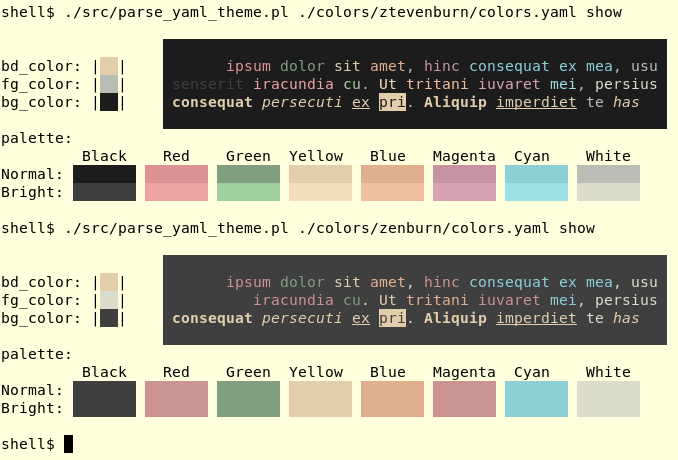 shell$ ./src/parse_yaml_theme.pl ./colors/ztevenburn/colors.yaml show
bd_color: | | ipsum dolor sit amet, hinc consequat ex mea, usu
fg_color: | | senserit iracundia cu. Ut tritani iuvaret mei, persius
bg_color: | | consequat persecuti ex pri. Aliquip imperdiet te has
palette:
Black Red Green Yellow Blue Magenta Cyan White
Normal:
Bright:
shell$ ./src/parse_yaml_theme.pl ./colors/zenburn/colors.yaml show
bd_color: | | ipsum dolor sit amet, hinc consequat ex mea, usu
fg_color: | | iracundia cu. Ut tritani iuvaret mei, persius
bg_color: | | consequat persecuti ex pri. Aliquip imperdiet te has
palette:
Black Red Green Yellow Blue Magenta Cyan White
Normal:
Bright:
shell$